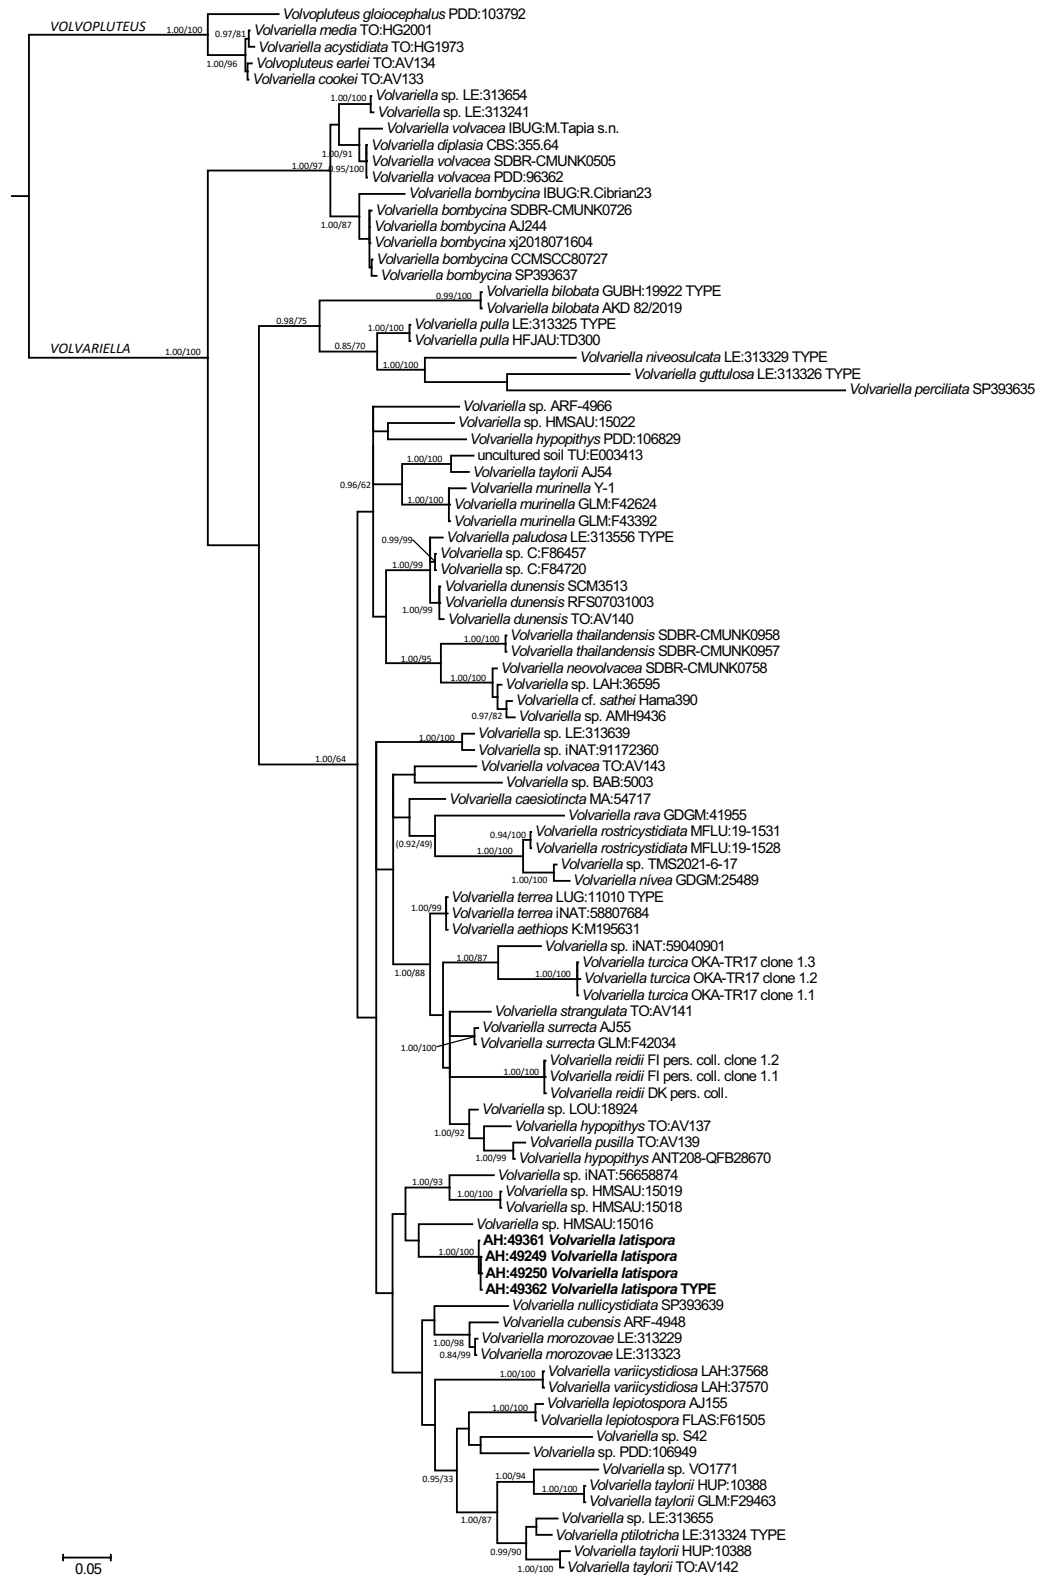 Volvopluteus gloiocephalus PDD:103792
VOLVOPLUTEUS
1.00/100
0.97/81
Volvariella media TO:HG2001
Volvariella acystidiata TO:HG1973
1.00/96
Volvopluteus earlei TO:AV134
Volvariella cookei TO:AV133
1.00/100
Volvariella sp. LE:313654
Volvariella sp. LE:313241
Volvariella volvacea IBUG:M.Tapia s.n.
Volvariella diplasia CBS:355.64
1.00/91
1.00/97
0.95/100
Volvariella volvacea SDBR-CMUNK0505
Volvariella volvacea PDD:96362
Volvariella bombycina IBUG:R.Cibrian23
Volvariella bombycina SDBR-CMUNK0726
1.00/87
Volvariella bombycina AJ244
Volvariella bombycina xj2018071604
Volvariella bombycina CCMSCC80727
Volvariella bombycina SP393637
0.99/100
Volvariella bilobata GUBH:19922 TYPE
Volvariella bilobata AKD 82/2019
0.98/75
1.00/100
Volvariella pulla LE:313325 TYPE
Volvariella pulla HFJAU:TD300
VOLVARIELLA
1.00/100
0.85/70
1.00/100
Volvariella niveosulcata LE:313329 TYPE
Volvariella guttulosa LE:313326 TYPE
Volvariella perciliata SP393635
Volvariella sp. ARF-4966
Volvariella sp. HMSAU:15022
Volvariella hypopithys PDD:106829
1.00/100
uncultured soil TU:E003413
Volvariella taylorii AJ54
0.96/62
Volvariella murinella Y-1
1.00/100
Volvariella murinella GLM:F42624
Volvariella murinella GLM:F43392
Volvariella paludosa LE:313556 TYPE
0.99/99
Volvariella sp. C:F86457
1.00/99
Volvariella sp. C:F84720
Volvariella dunensis SCM3513
1.00/99
Volvariella dunensis RFS07031003
Volvariella dunensis TO:AV140
1.00/100
Volvariella thailandensis SDBR-CMUNK0958
Volvariella thailandensis SDBR-CMUNK0957
1.00/95
Volvariella neovolvacea SDBR-CMUNK0758
1.00/100
Volvariella sp. LAH:36595
Volvariella cf. sathei Hama390
0.97/82
Volvariella sp. AMH9436
1.00/100
Volvariella sp. LE:313639
Volvariella sp. iNAT:91172360
1.00/64
Volvariella volvacea TO:AV143
Volvariella sp. BAB:5003
Volvariella caesiotincta MA:54717
Volvariella rava GDGM:41955
0.94/100
Volvariella rostricystidiata MFLU:19-1531
(0.92/49)
Volvariella rostricystidiata MFLU:19-1528
1.00/100
Volvariella sp. TMS2021-6-17
1.00/100
Volvariella nivea GDGM:25489
Volvariella terrea LUG:11010 TYPE
1.00/99
Volvariella terrea iNAT:58807684
Volvariella aethiops K:M195631
Volvariella sp. iNAT:59040901
1.00/87
Volvariella turcica OKA-TR17 clone 1.3
1.00/88
1.00/100
Volvariella turcica OKA-TR17 clone 1.2
Volvariella turcica OKA-TR17 clone 1.1
Volvariella strangulata TO:AV141
Volvariella surrecta AJ55
1.00/100
Volvariella surrecta GLM:F42034
Volvariella reidii FI pers. coll. clone 1.2
1.00/100
Volvariella reidii FI pers. coll. clone 1.1
Volvariella reidii DK pers. coll.
Volvariella sp. LOU:18924
Volvariella hypopithys TO:AV137
1.00/92
Volvariella pusilla TO:AV139
1.00/99
Volvariella hypopithys ANT208-QFB28670
Volvariella sp. iNAT:56658874
1.00/93
1.00/100
Volvariella sp. HMSAU:15019
Volvariella sp. HMSAU:15018
Volvariella sp. HMSAU:15016
AH:49361 Volvariella latispora
1.00/100
AH:49249 Volvariella latispora
AH:49250 Volvariella latispora
AH:49362 Volvariella latispora TYPE
Volvariella nullicystidiata SP393639
Volvariella cubensis ARF-4948
1.00/98
Volvariella morozovae LE:313229
0.84/99
Volvariella morozovae LE:313323
1.00/100
Volvariella variicystidiosa LAH:37568
Volvariella variicystidiosa LAH:37570
1.00/100
Volvariella lepiotospora AJ155
Volvariella lepiotospora FLAS:F61505
Volvariella sp. S42
Volvariella sp. PDD:106949
0.95/33
Volvariella sp. VO1771
1.00/94
1.00/100
Volvariella taylorii HUP:10388
Volvariella taylorii GLM:F29463
1.00/87
Volvariella sp. LE:313655
Volvariella ptilotricha LE:313324 TYPE
0.99/90
Volvariella taylorii HUP:10388
1.00/100
Volvariella taylorii TO:AV142
0.05